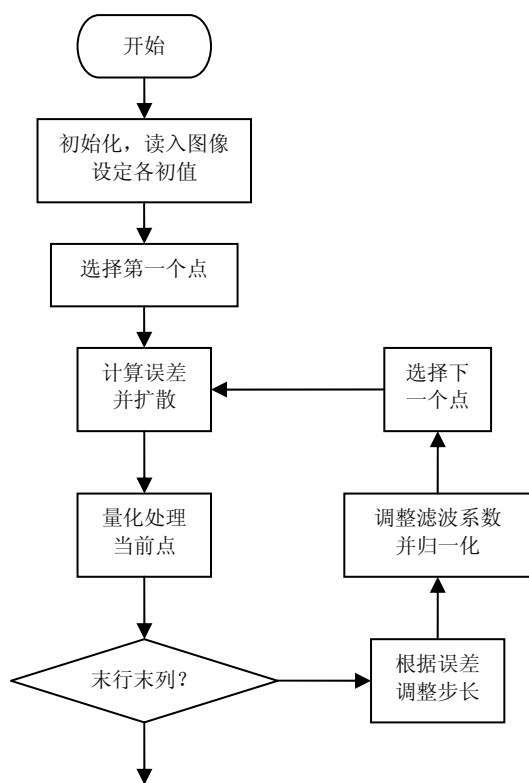 开始
初始化，读入图像
设定各初值
选择第一个点
计算误差
并扩散
选择下
一个点
量化处理
当前点
调整滤波系数
并归一化
末行末列？
根据误差
调整步长